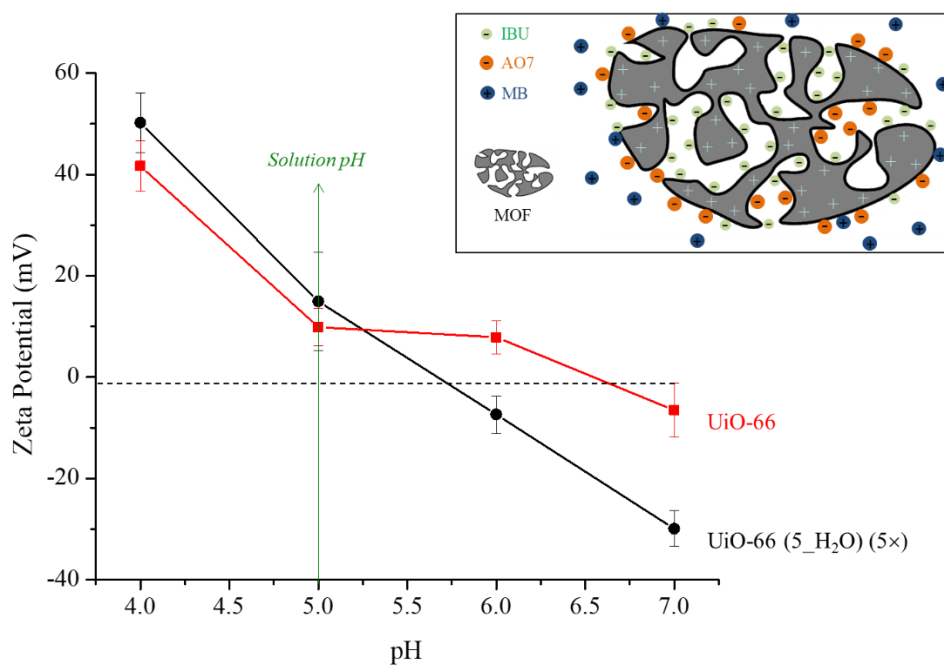 IBU
AO7
MB
MOF
60
40
20
0
-20
-40
Zeta Potential (mV)
Solution pH
UiO-66
UiO-66 (5_H₂O) (5×)
4.0 4.5 5.0 5.5 6.0 6.5 7.0
pH